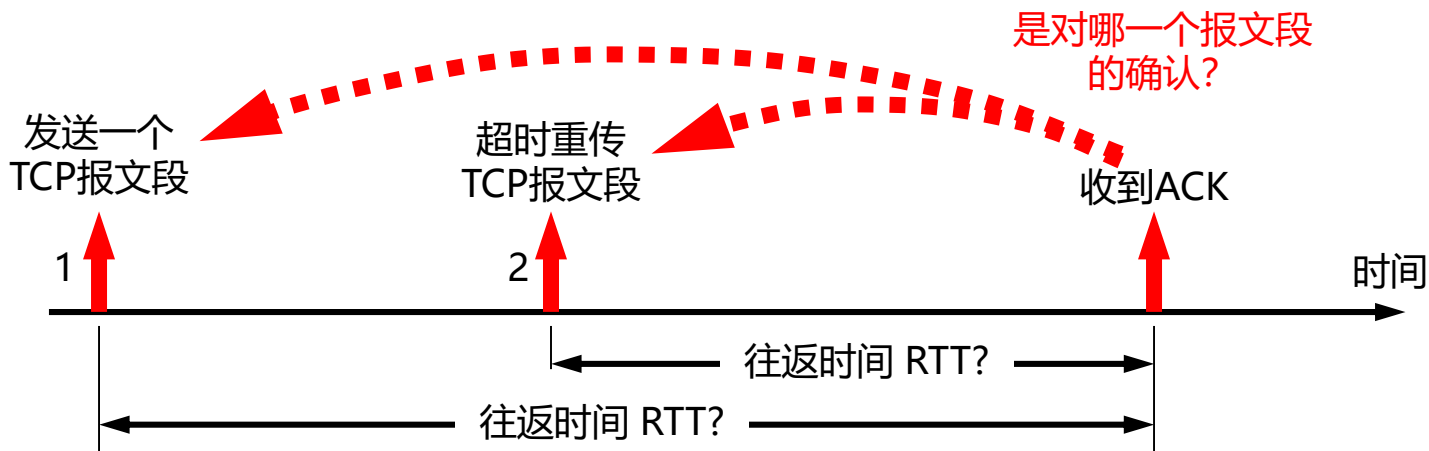 是对哪一个报文段
的确认？
发送一个
TCP报文段
超时重传
TCP报文段
收到ACK
1
2
时间
往返时间 RTT?
往返时间 RTT?